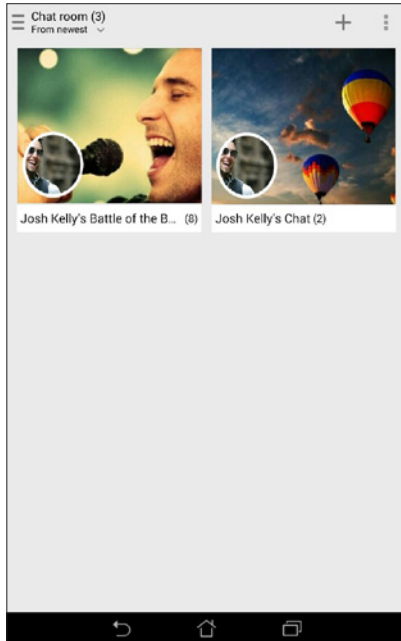 Chat room (3)
From newest
Josh Kelly's Battle of the B... (8)
Josh Kelly's Chat (2)